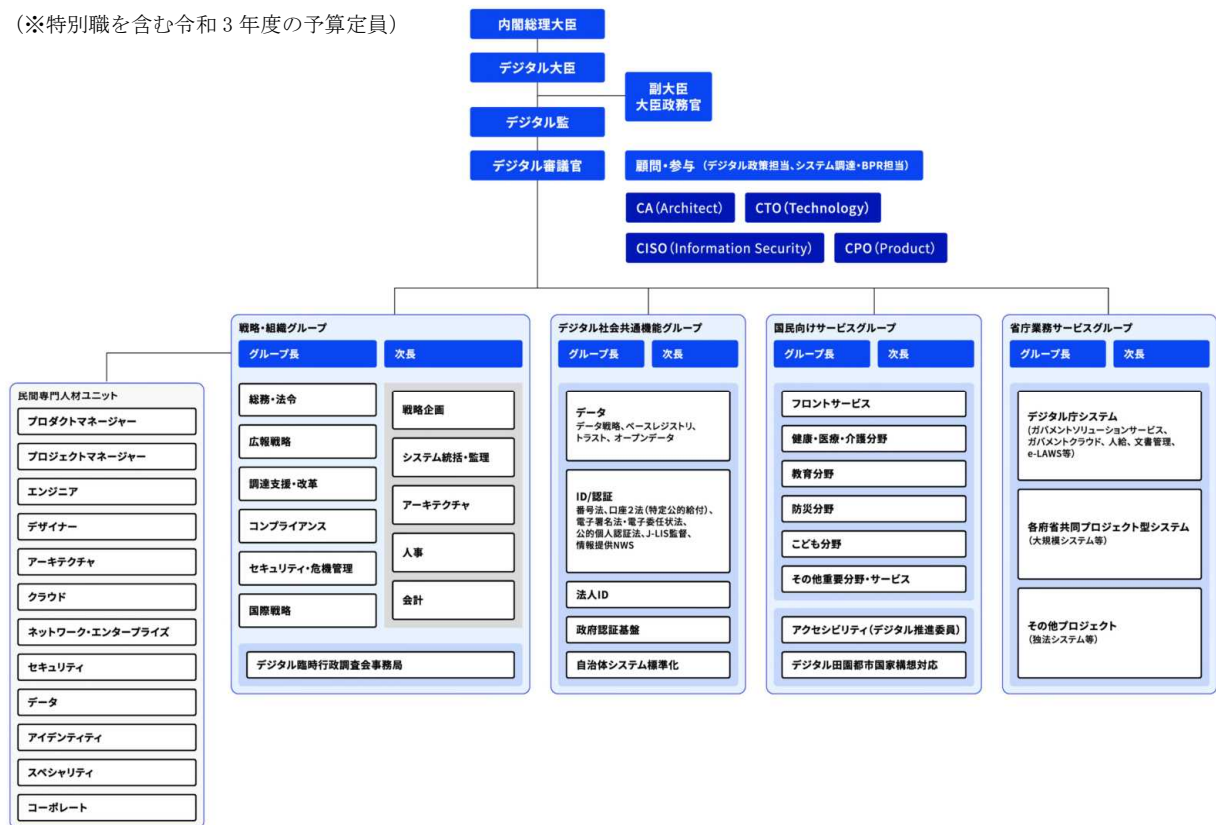 (※特別職を含む令和3年度の予算定員)
内閣総理大臣
デジタル大臣
副大臣
大臣政務官
デジタル監
デジタル審議官
顧問・参与 (デジタル政策担当、システム調達・BPR担当)
CA(Architect)
CTO(Technology)
CISO(Information Security)
CPO(Product)
民間専門人材ユニット
プロダクトマネージャー
プロジェクトマネージャー
エンジニア
デザイナー
アーキテクチャ
クラウド
ネットワーク・エンタープライズ
セキュリティ
データ
アイデンティティ
スペシャリティ
コーポレート
戦略・組織グループ
グループ長
次長
総務・法令
広報戦略
調達支援・改革
コンプライアンス
セキュリティ・危機管理
国際戦略
戦略企画
システム統括・監理
アーキテクチャ
人事
会計
デジタル臨時行政調査会事務局
デジタル社会共通機能グループ
グループ長
次長
データ
データ戦略、ベースレジストリ、
トラスト、オープンデータ
ID/認証
番号法、口座2法(特定公的給付)、
電子署名法・電子委任状法、
公的個人認証法、J-LIS監督、
情報提供NWS
法人ID
政府認証基盤
自治体システム標準化
国民向けサービスグループ
グループ長
次長
フロントサービス
健康・医療・介護分野
教育分野
防災分野
こども分野
その他重要分野・サービス
アクセシビリティ(デジタル推進委員)
デジタル田園都市国家構想対応
省庁業務サービスグループ
グループ長
次長
デジタル庁システム
(ガバメントソリューションサービス、
ガバメントクラウド、人給、文書管理、
e-LAWS等)
各府省共同プロジェクト型システム
(大規模システム等)
その他プロジェクト
(独法システム等)